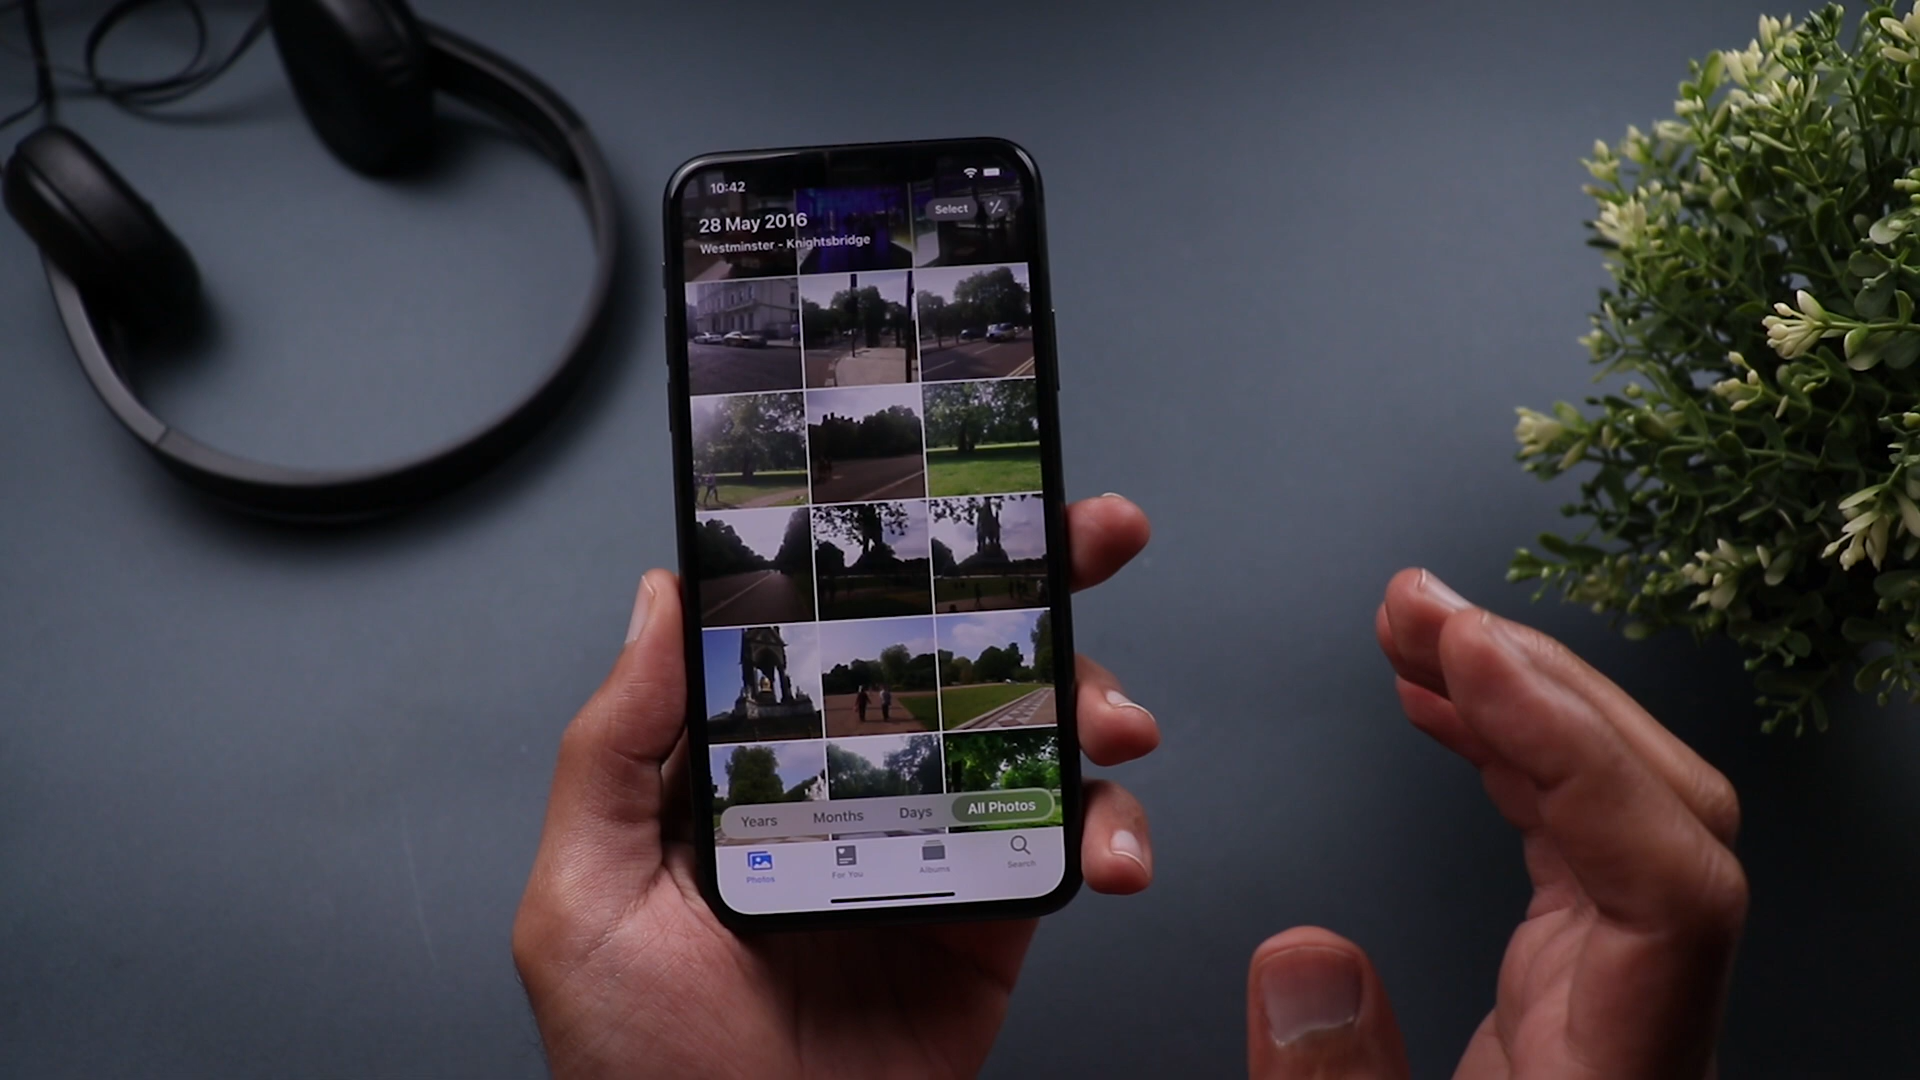 10:42
28 May 2016
Select
Westminster - Knightsbridge
Years
Months
Days
All Photos
Photos
For You
Albums
Search